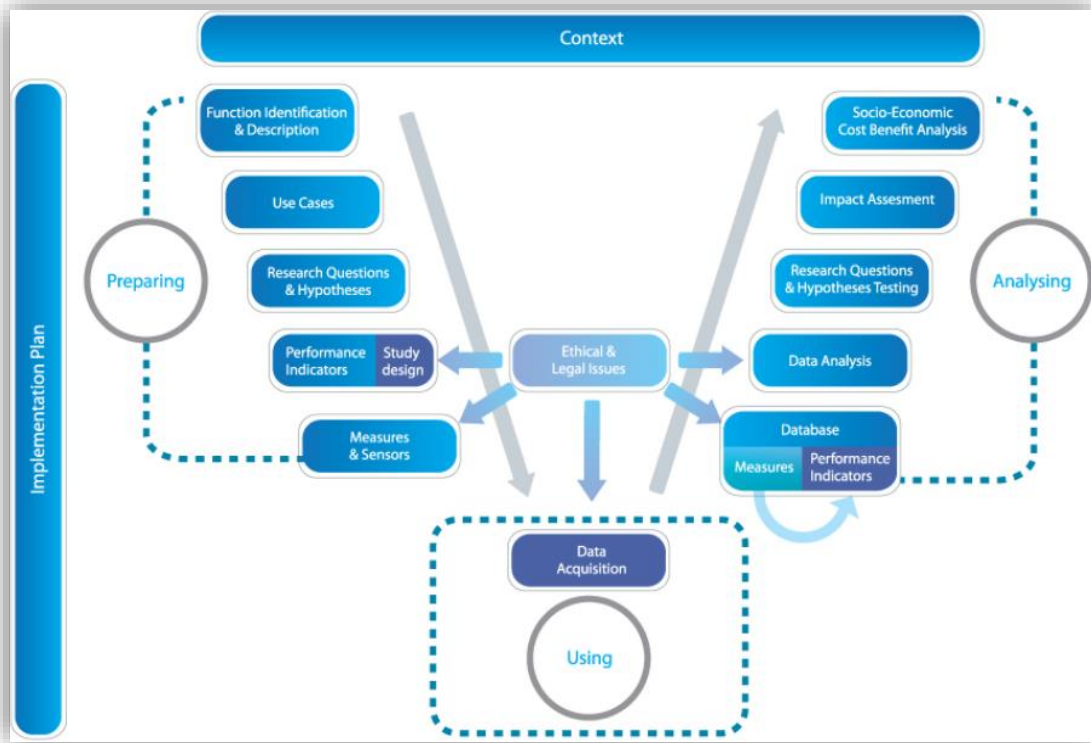 Context
Implementation Plan
Function Identification
& Description
Use Cases
Preparing
Research Questions
& Hypotheses
Performance
Indicators
Study
design
Measures
& Sensors
Ethical &
Legal Issues
Data
Acquisition
Using
Socio-Economic
Cost Benefit Analysis
Impact Assesment
Research Questions
& Hypotheses Testing
Analysing
Data Analysis
Database
Measures
Performance
Indicators